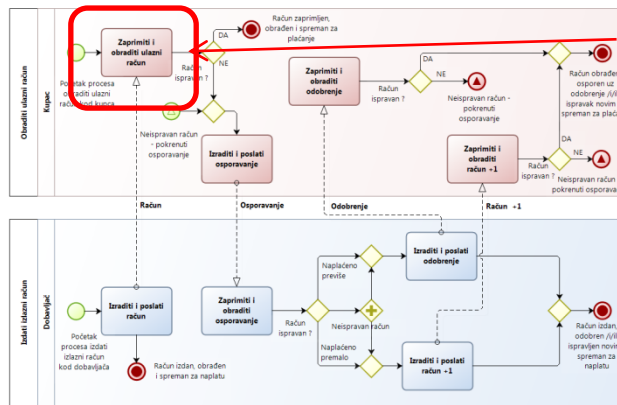 Obraditi ulazni račun
Kupac
Zaprimiti i
obraditi ulazni
račun
Početak procesa
obraditi ulazni
račun kod kupca
DA
Račun
ispravan ?
NE
Račun zaprimljen,
obrađen i spreman za
plaćanje
Neispravan račun
- pokrenuti
osporavanje
Izraditi i poslati
osporavanje
Zaprimiti i
obraditi
odobrenje
Račun
ispravan ?
DA
NE
Neispravan račun -
pokrenuti
osporavanje
Račun obrađen
osporen uz
odobrenje /i/ili
ispravak novim
spreman za plaća
Zaprimiti i
obraditi
račun +1
Račun
ispravan ?
DA
NE
Neispravan račun
pokrenuti osporava
Račun
Osporavanje
Odobrenje
Račun +1
Izdati ulazni račun
Dobavljač
Početak
procesa izdati
izlazni račun
kod dobavljača
Izraditi i poslati
račun
Račun izdan, obrađen
i spreman za naplatu
Zaprimiti i
obraditi
osporavanje
Račun
ispravan ?
Naplaćeno
previše
Neispravan račun
Naplaćeno
premalo
Izraditi i poslati
odobrenje
Izraditi i poslati
račun +1
Račun izdan,
odobren /i/ili
ispravljen novim
spreman za
naplatu